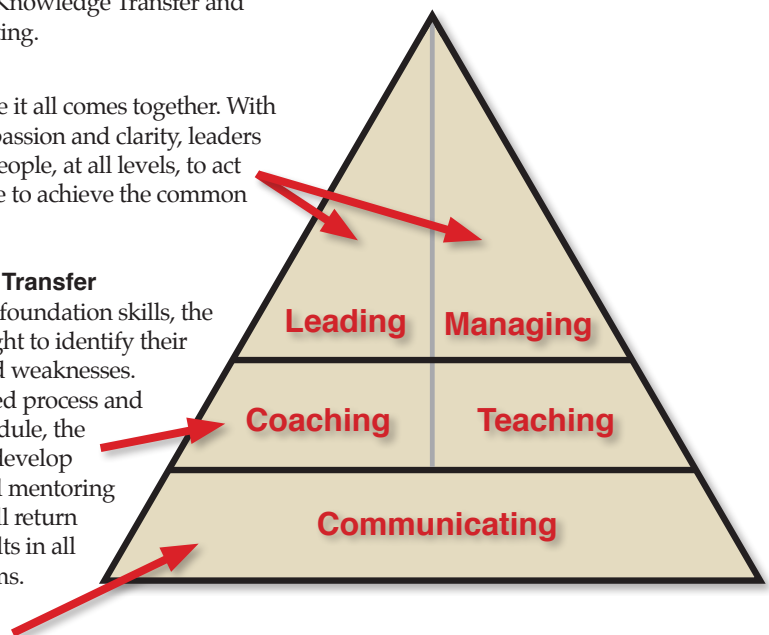 Knowledge Transfer and
ing.
e it all comes together. With
passion and clarity, leaders
eople, at all levels, to act
e to achieve the common
Transfer
foundation skills, the
ght to identify their
d weaknesses.
ed process and
dule, the
develop
d mentoring
ll return
lts in all
ns.
Leading
Managing
Coaching
Teaching
Communicating